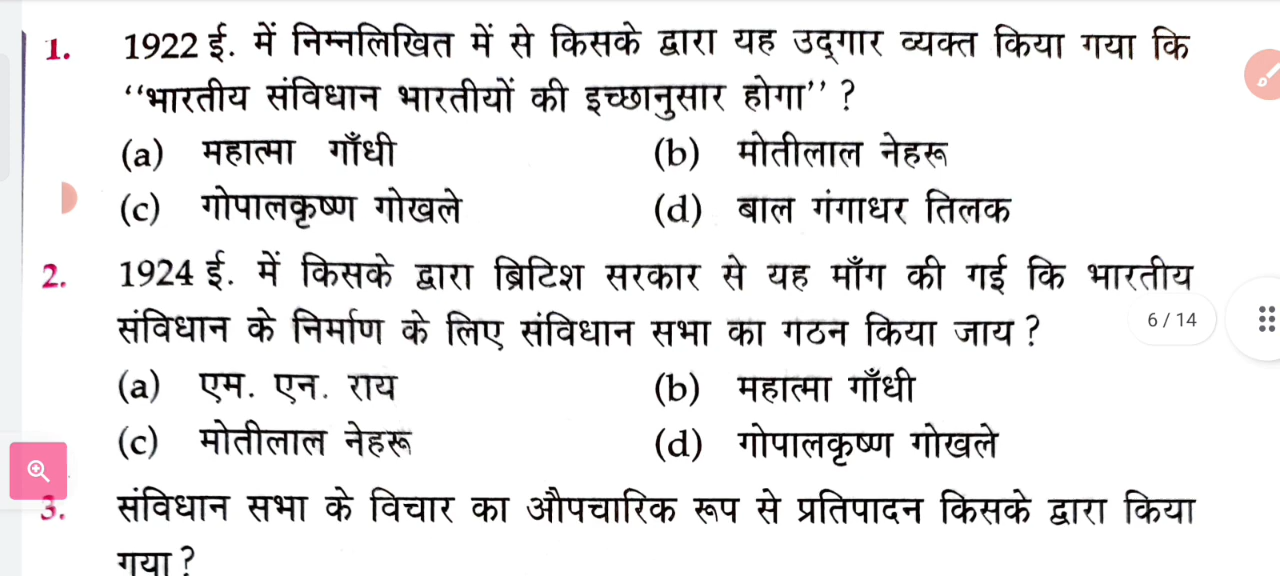 1. 1922 ई. में निम्नलिखित में से किसके द्वारा यह उद्‌गार व्यक्त किया गया कि
‘‘भारतीय संविधान भारतीयों की इच्छानुसार होगा’’ ?
(a) महात्मा गाँधी (b) मोतीलाल नेहरू
(c) गोपालकृष्ण गोखले (d) बाल गंगाधर तिलक
2. 1924 ई. में किसके द्वारा ब्रिटिश सरकार से यह माँग की गई कि भारतीय
संविधान के निर्माण के लिए संविधान सभा का गठन किया जाय ?
6 / 14
(a) एम. एन. राय (b) महात्मा गाँधी
(c) मोतीलाल नेहरू (d) गोपालकृष्ण गोखले
3. संविधान सभा के विचार का औपचारिक रूप से प्रतिपादन किसके द्वारा किया
गया ?